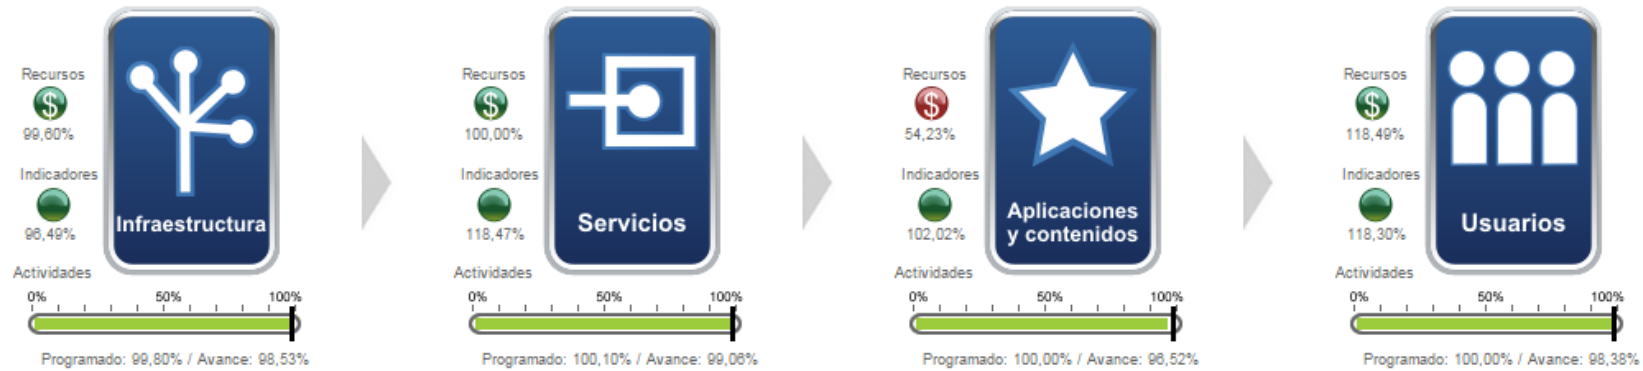 Recursos
$
99,60%
Indicadores
96,49%
Infraestructura
Actividades
0% 50% 100%
Programado: 99,80% / Avance: 98,53%
Recursos
$
100,00%
Indicadores
118,47%
Servicios
Actividades
0% 50% 100%
Programado: 100,10% / Avance: 99,06%
Recursos
$
54,23%
Indicadores
102,02%
Aplicaciones
y contenidos
Actividades
0% 50% 100%
Programado: 100,00% / Avance: 96,52%
Recursos
$
118,49%
Indicadores
118,30%
Usuarios
Actividades
0% 50% 100%
Programado: 100,00% / Avance: 98,38%